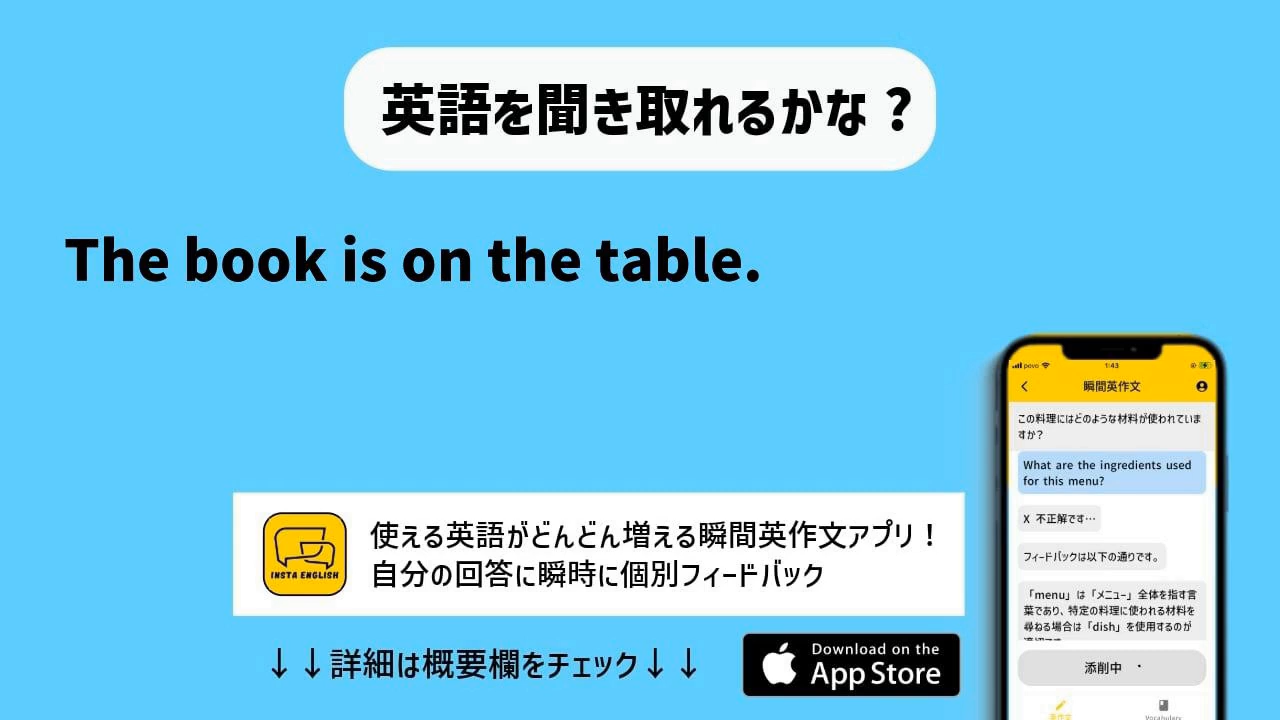 英語を聞き取れるかな？
The book is on the table.
povo
1:43
瞬間英作文
この料理にはどのような材料が使われていま
すか？
What are the ingredients used
for this menu?
X 不正解です…
フィードバックは以下の通りです。
「menu」は「メニュー」全体を指す言
葉であり、特定の料理に使われる材料を
尋ねる場合は「dish」を使用するのが
添削中
英作文
Vocabulary
INSTA ENGLISH
使える英語がどんどん増える瞬間英作文アプリ！
自分の回答に瞬時に個別フィードバック
↓↓詳細は概要欄をチェック↓↓
Download on the
App Store